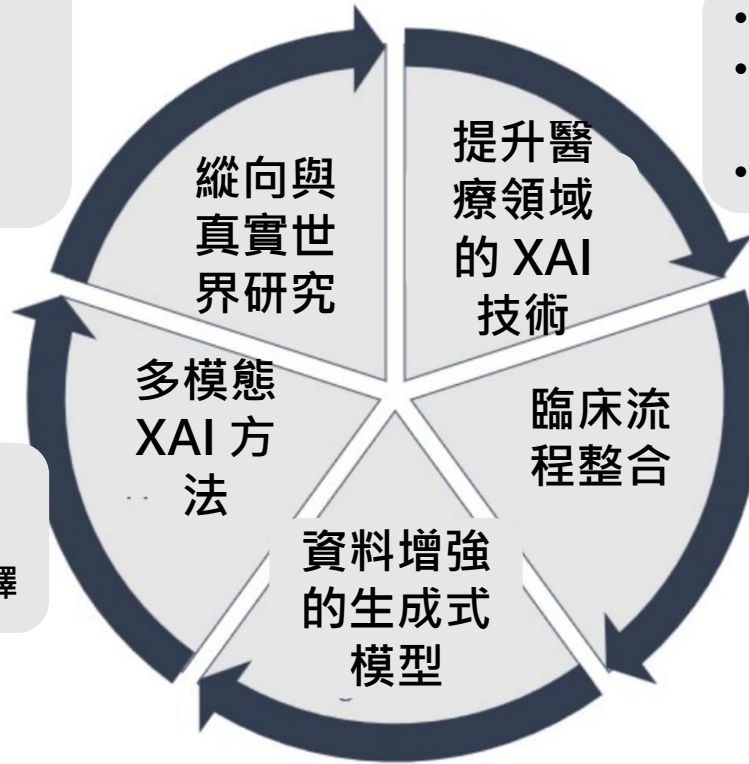 縱向與
真實世
界研究
提升醫
療領域
的 XAI
技術
多模態
XAI 方
法
臨床流
程整合
資料增強
的生成式
模型
釋